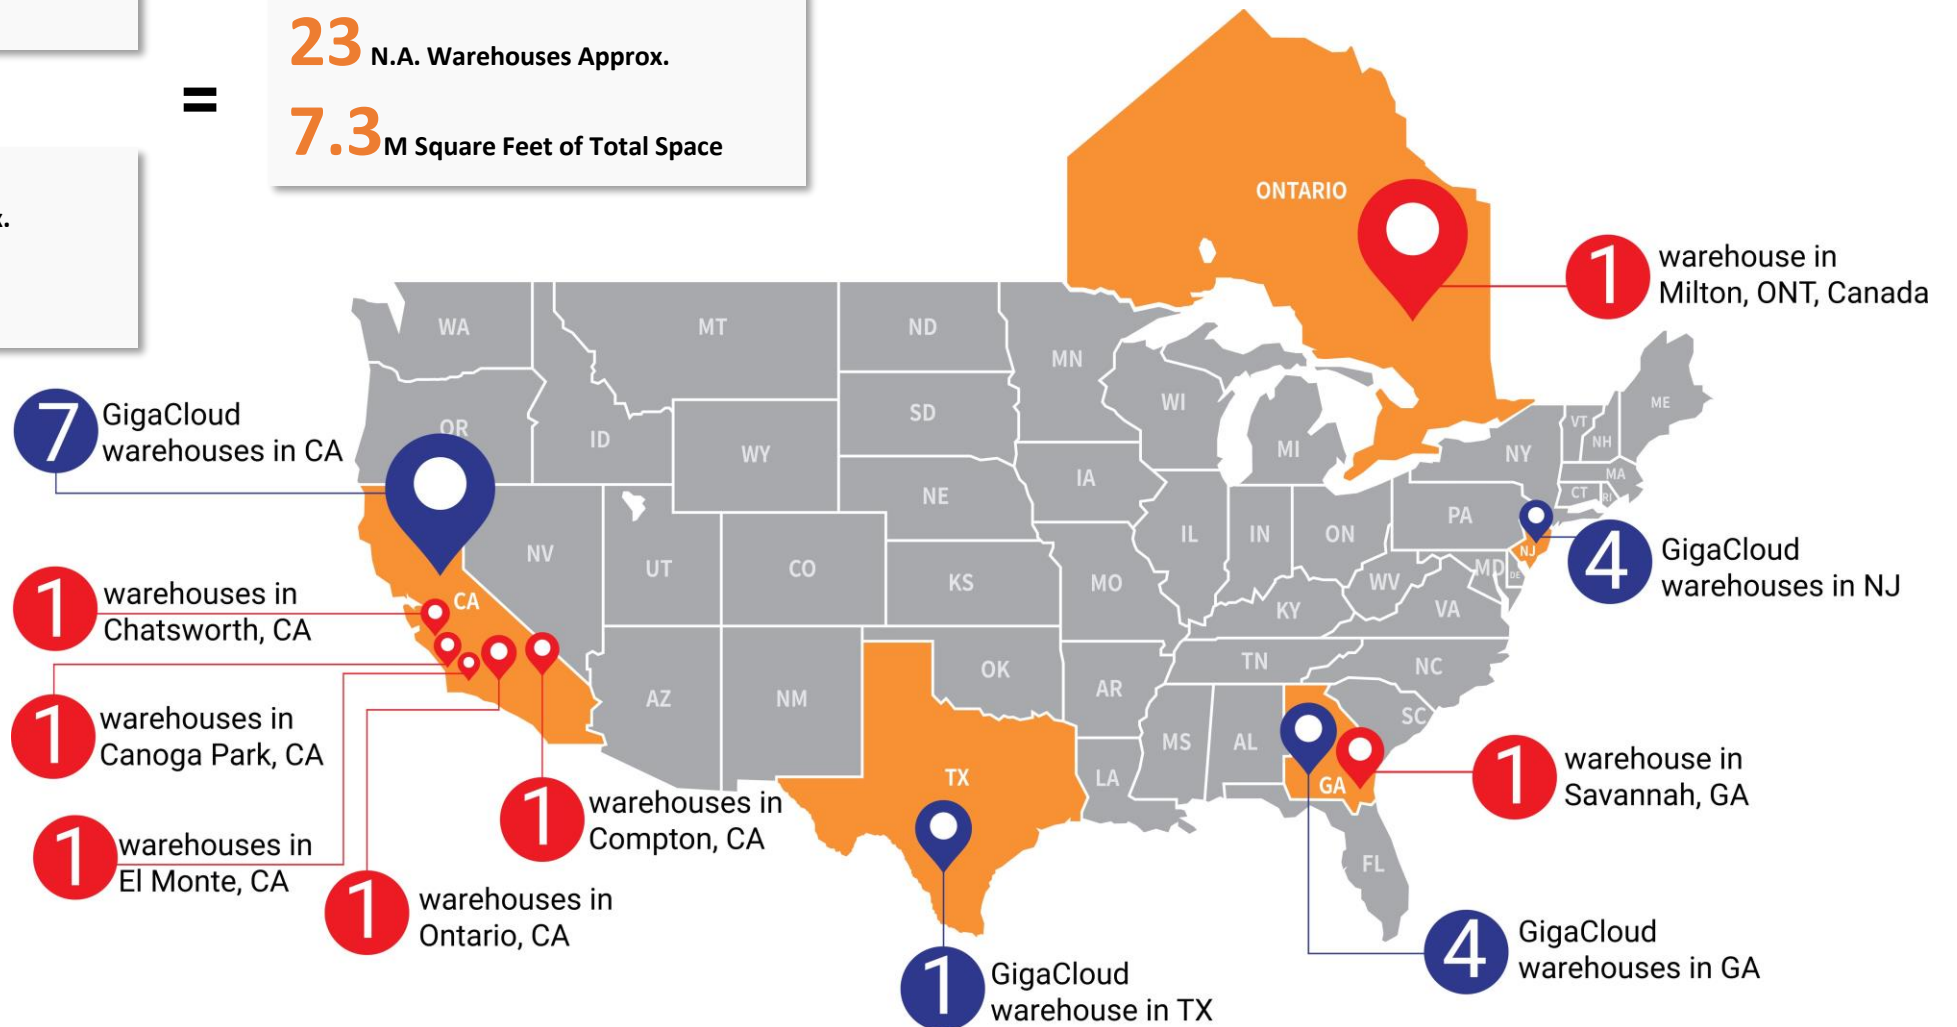 23 N.A. Warehouses Approx.
=
7.3M Square Feet of Total Space
x.
ONTARIO
1 warehouse in
Milton, ONT, Canada
WA
MT
ND
MN
OR
ID
WY
SD
WI
MI
NY
VT
NH
ME
MA
CT
RI
7 GigaCloud
warehouses in CA
NV
UT
CO
NE
KS
IA
MO
IL
IN
ON
PA
NJ
MD
DE
WV
VA
KY
4 GigaCloud
warehouses in NJ
1 warehouses in
Chatsworth, CA
CA
1 warehouses in
Canoga Park, CA
AZ
NM
OK
AR
TN
NC
SC
MS
AL
GA
LA
TX
FL
1 warehouse in
Savannah, GA
1 warehouses in
Compton, CA
1 warehouses in
El Monte, CA
1 warehouses in
Ontario, CA
1 GigaCloud
warehouse in TX
4 GigaCloud
warehouses in GA